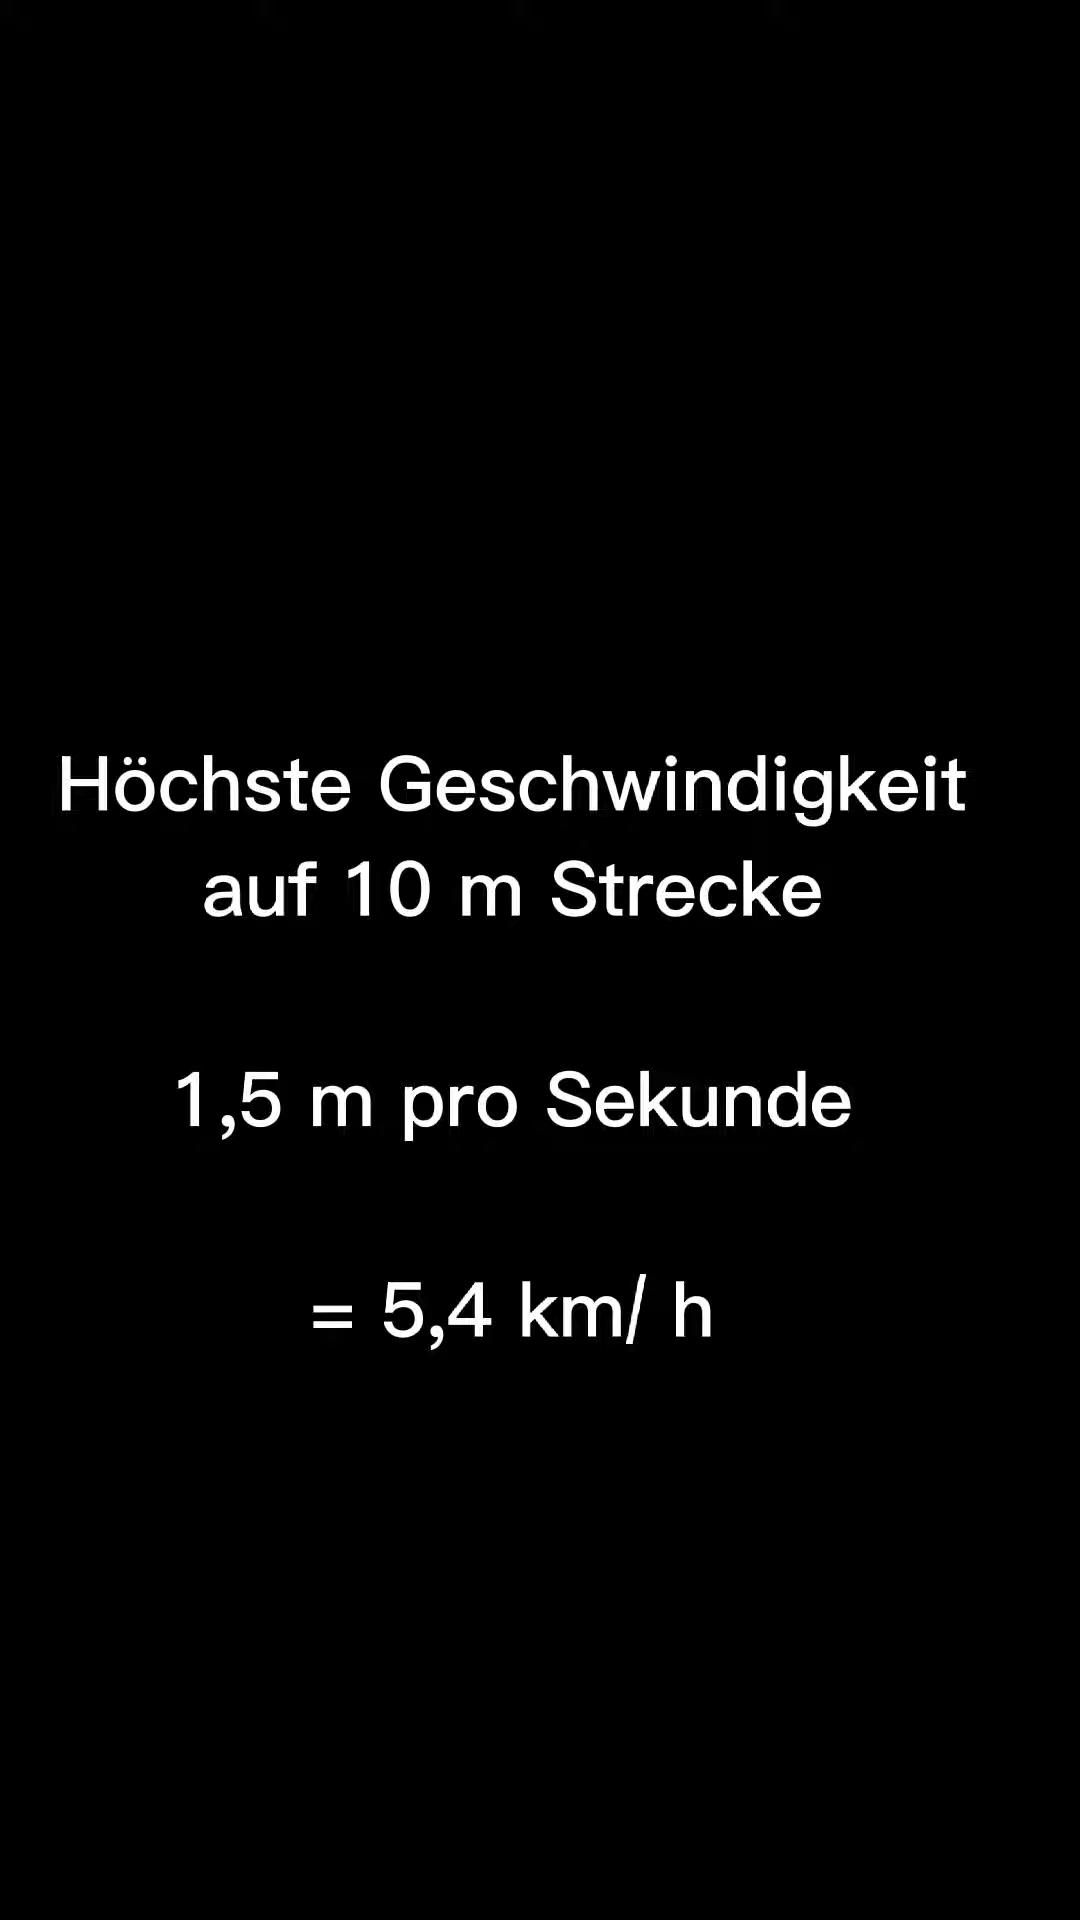 Höchste Geschwindigkeit
auf 10 m Strecke
1,5 m pro Sekunde
= 5,4 km/ h